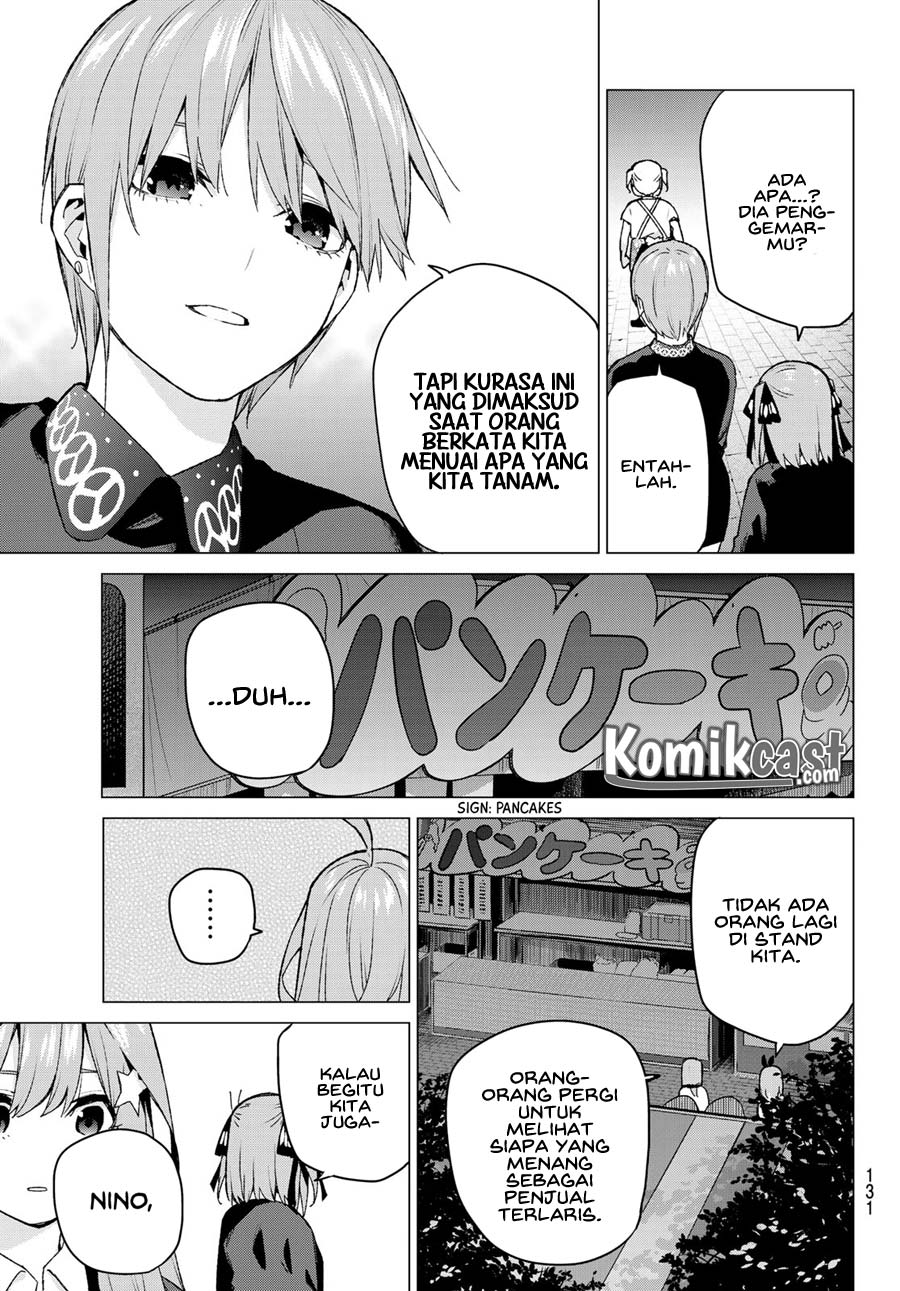 ADA
APA...?
DIA PENG-
GEMAR-
MU?
ENTAH-
LAH.
TAPI KURASA INI
YANG DIMAKSUD
SAAT ORANG
BERKATA KITA
MENUAI APA YANG
KITA TANAM.
パンケーキ
...DUH...
Komikcast
.com
SIGN: PANCAKES
パンケーキ
TIDAK ADA
ORANG LAGI
DI STAND
KITA.
ORANG-
ORANG PERGI
UNTUK
MELIHAT
SIAPA YANG
MENANG
SEBAGAI
PENJUAL
TERLARIS.
......
KALAU
BEGITU
KITA
JUGA-
NINO,
131